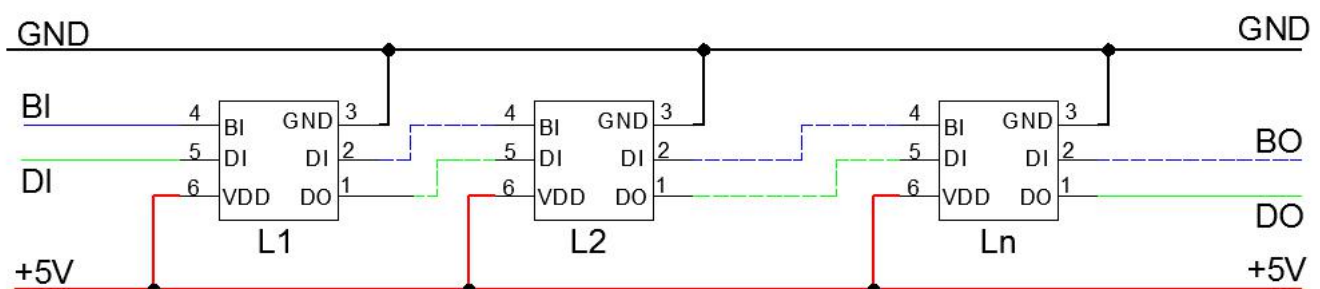 GND GND
BI 4 BI GND 3 4 BI GND 3 4 BI GND 3 BO
DI 5 DI DI 2 5 DI DI 2 5 DI DI 2
6 VDD DO 1 6 VDD DO 1 6 VDD DO 1 DO
L1 L2 Ln
+5V +5V